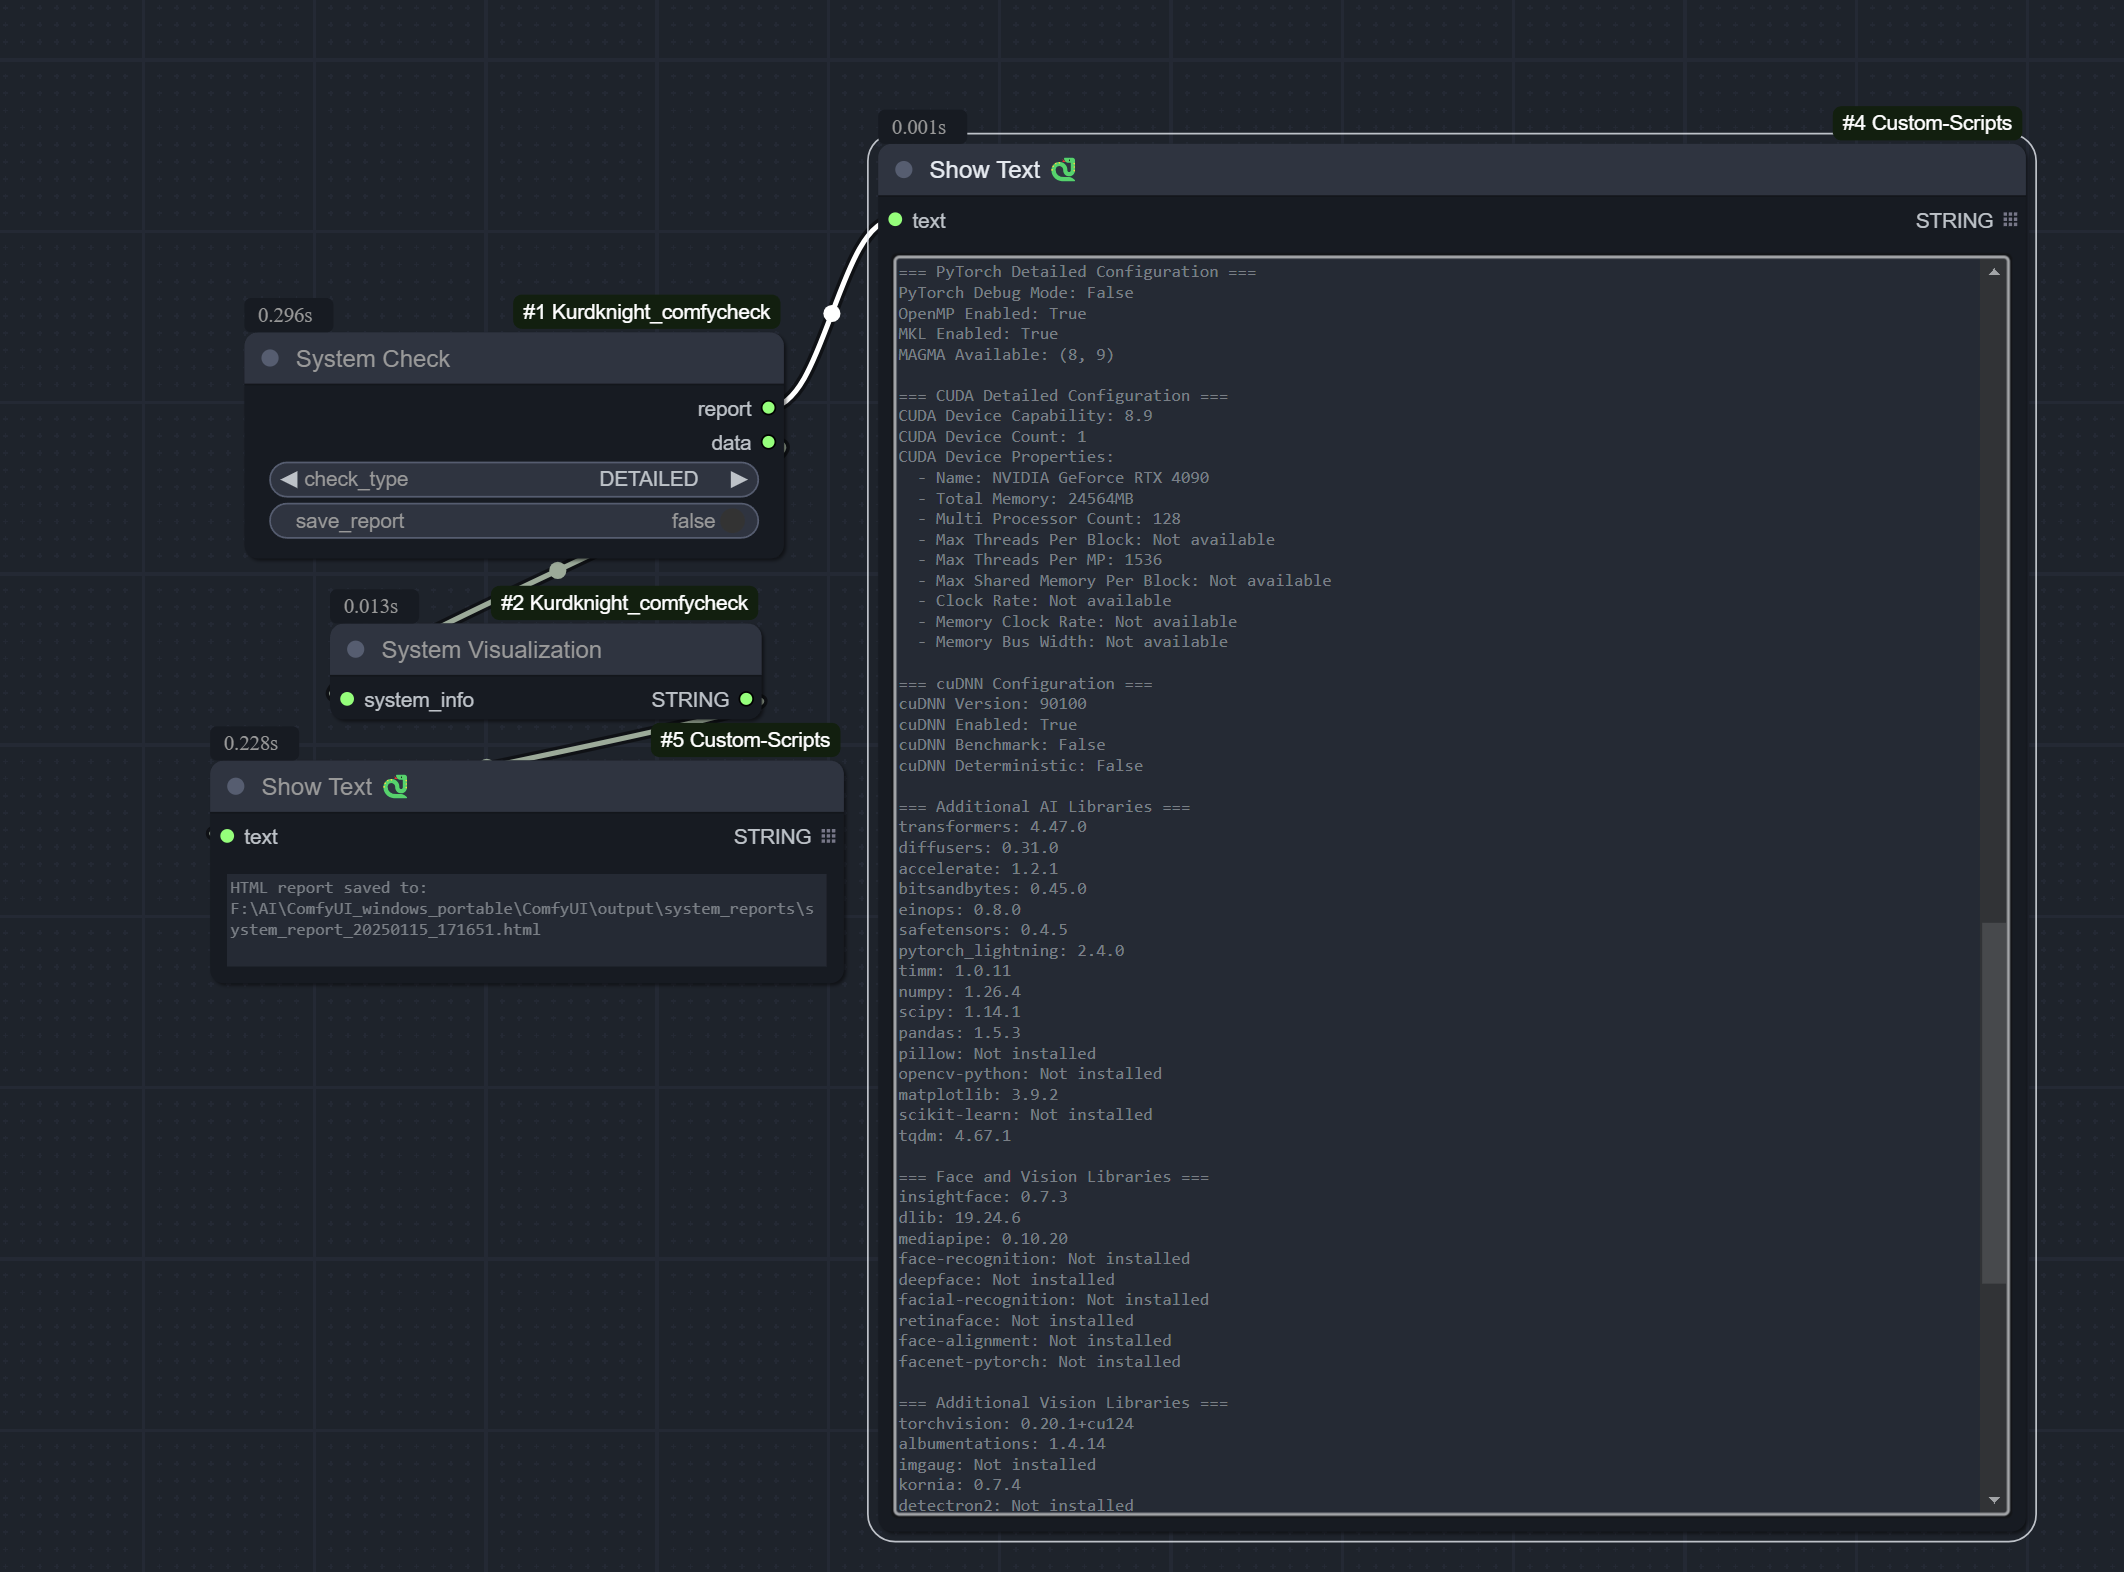 0.296s
#1 Kurdknight_comfycheck
System Check
report
data
check_type DETAILED
save_report false
0.013s
#2 Kurdknight_comfycheck
System Visualization
system_info STRING
0.228s
#5 Custom-Scripts
Show Text
text STRING
HTML report saved to:
F:\AI\ComfyUI_windows_portable\ComfyUI\output\system_reports\s
ystem_report_20250115_171651.html
0.001s
#4 Custom-Scripts
Show Text
text STRING
=== PyTorch Detailed Configuration ===
PyTorch Debug Mode: False
OpenMP Enabled: True
MKL Enabled: True
MAGMA Available: (8, 9)
=== CUDA Detailed Configuration ===
CUDA Device Capability: 8.9
CUDA Device Count: 1
CUDA Device Properties:
- Name: NVIDIA GeForce RTX 4090
- Total Memory: 24564MB
- Multi Processor Count: 128
- Max Threads Per Block: Not available
- Max Threads Per MP: 1536
- Max Shared Memory Per Block: Not available
- Clock Rate: Not available
- Memory Clock Rate: Not available
- Memory Bus Width: Not available
=== cuDNN Configuration ===
cuDNN Version: 90100
cuDNN Enabled: True
cuDNN Benchmark: False
cuDNN Deterministic: False
=== Additional AI Libraries ===
transformers: 4.47.0
diffusers: 0.31.0
accelerate: 1.2.1
bitsandbytes: 0.45.0
einops: 0.8.0
safetensors: 0.4.5
pytorch_lightning: 2.4.0
timm: 1.0.11
numpy: 1.26.4
scipy: 1.14.1
pandas: 1.5.3
pillow: Not installed
opencv-python: Not installed
matplotlib: 3.9.2
scikit-learn: Not installed
tqdm: 4.67.1
=== Face and Vision Libraries ===
insightface: 0.7.3
dlib: 19.24.6
mediapipe: 0.10.20
face-recognition: Not installed
deepface: Not installed
facial-recognition: Not installed
retinaface: Not installed
face-alignment: Not installed
facenet-pytorch: Not installed
=== Additional Vision Libraries ===
torchvision: 0.20.1+cu124
albumentations: 1.4.14
imgaug: Not installed
kornia: 0.7.4
detectron2: Not installed